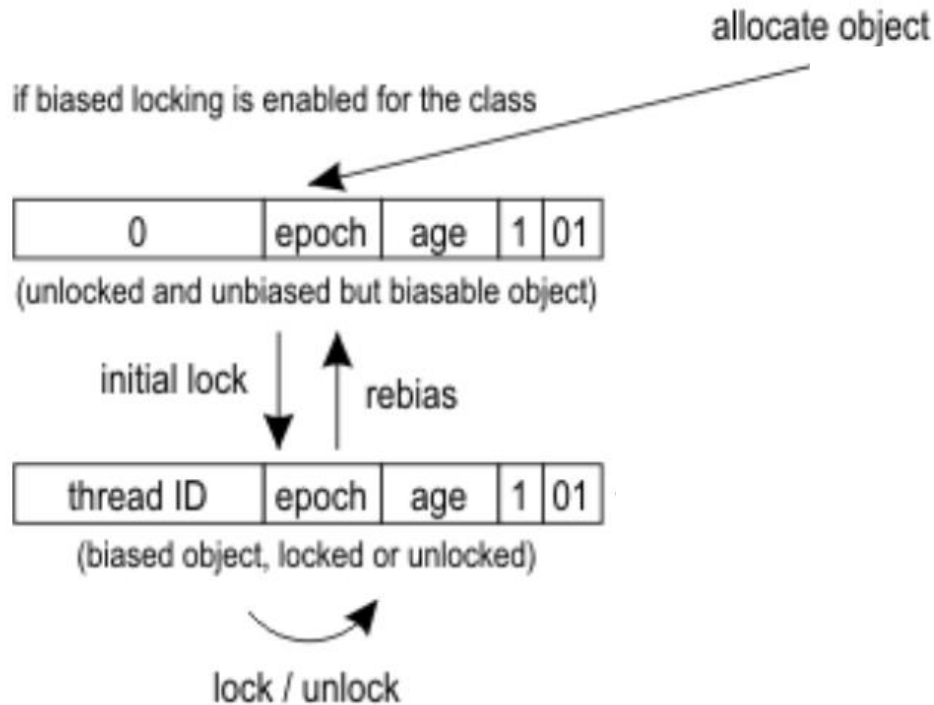 allocate object
if biased locking is enabled for the class
0 epoch age 1 01
(unlocked and unbiased but biasable object)
initial lock
rebias
thread ID epoch age 1 01
(biased object, locked or unlocked)
lock / unlock